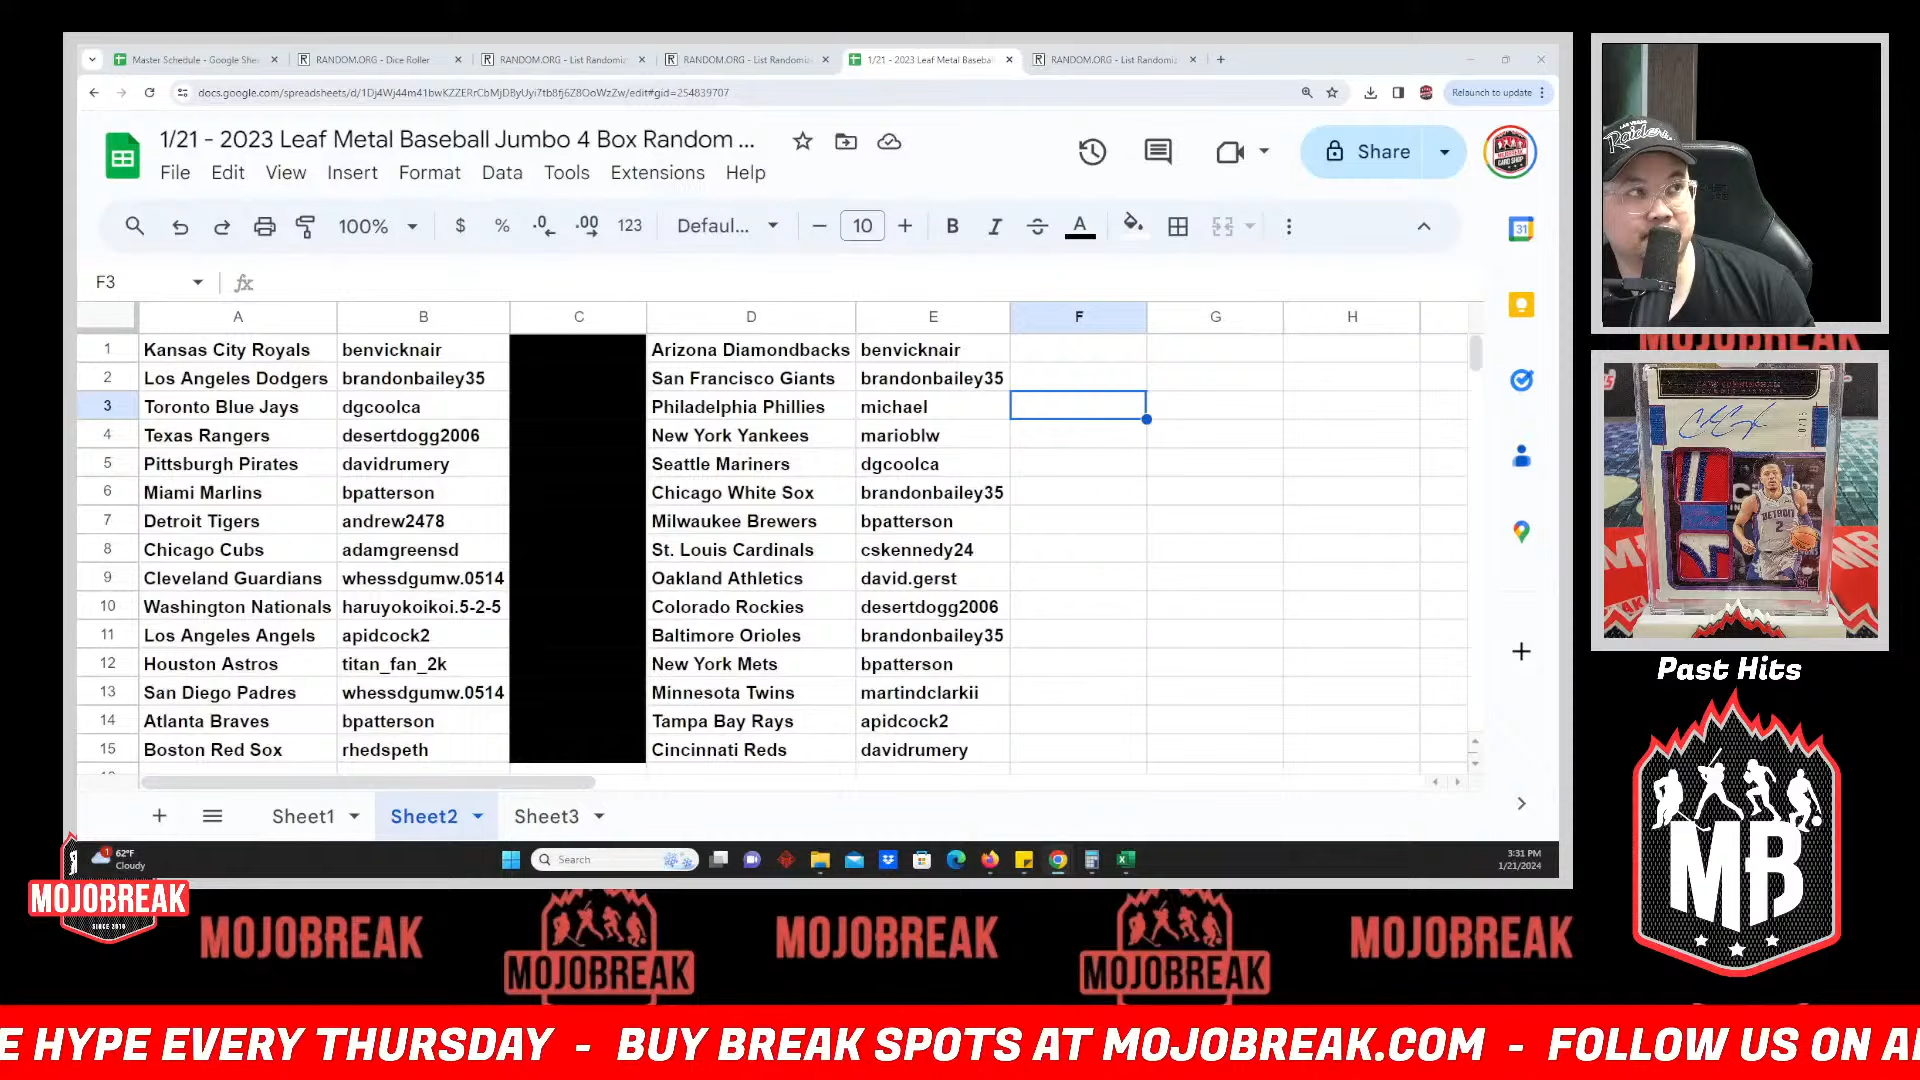 Master Schedule - Google She
RANDOM.ORG - Dice Roller
RANDOM.ORG - List Randomiz
RANDOM.ORG - List Randomiz
1/21 - 2023 Leaf Metal Baseball
RANDOM.ORG - List Randomiz
docs.google.com/spreadsheets/d/1Dj4Wj44m41bwKZZERrCbMjDByUyi7tb8fj6Z8OoWzZw/edit#gid=254839707
Relaunch to update
1/21 - 2023 Leaf Metal Baseball Jumbo 4 Box Random ...
File Edit View Insert Format Data Tools Extensions Help
Share
100% $ % .0 .00 123 Defaul... 10 B I A
F3 fx
A B C D E F G H
1 Kansas City Royals benvicknair Arizona Diamondbacks benvicknair
2 Los Angeles Dodgers brandonbailey35 San Francisco Giants brandonbailey35
3 Toronto Blue Jays dgcoolca Philadelphia Phillies michael
4 Texas Rangers desertdogg2006 New York Yankees marioblw
5 Pittsburgh Pirates davidrumery Seattle Mariners dgcoolca
6 Miami Marlins bpatterson Chicago White Sox brandonbailey35
7 Detroit Tigers andrew2478 Milwaukee Brewers bpatterson
8 Chicago Cubs adamgreensd St. Louis Cardinals cskennedy24
9 Cleveland Guardians whessdgumw.0514 Oakland Athletics david.gerst
10 Washington Nationals haruyokoikoi.5-2-5 Colorado Rockies desertdogg2006
11 Los Angeles Angels apidcock2 Baltimore Orioles brandonbailey35
12 Houston Astros titan_fan_2k New York Mets bpatterson
13 San Diego Padres whessdgumw.0514 Minnesota Twins martindclarkii
14 Atlanta Braves bpatterson Tampa Bay Rays apidcock2
15 Boston Red Sox rhedspeth Cincinnati Reds davidrumery
Sheet1 Sheet2 Sheet3
1
62°F
Cloudy
Search
3:31 PM
1/21/2024
31
Raiders
DETROIT
2
Past Hits
MB
MOJOBREAK
SINCE 2010
MOJOBREAK
MOJOBREAK
MOJOBREAK
MOJOBREAK
MOJOBREAK
E HYPE EVERY THURSDAY - BUY BREAK SPOTS AT MOJOBREAK.COM - FOLLOW US ON